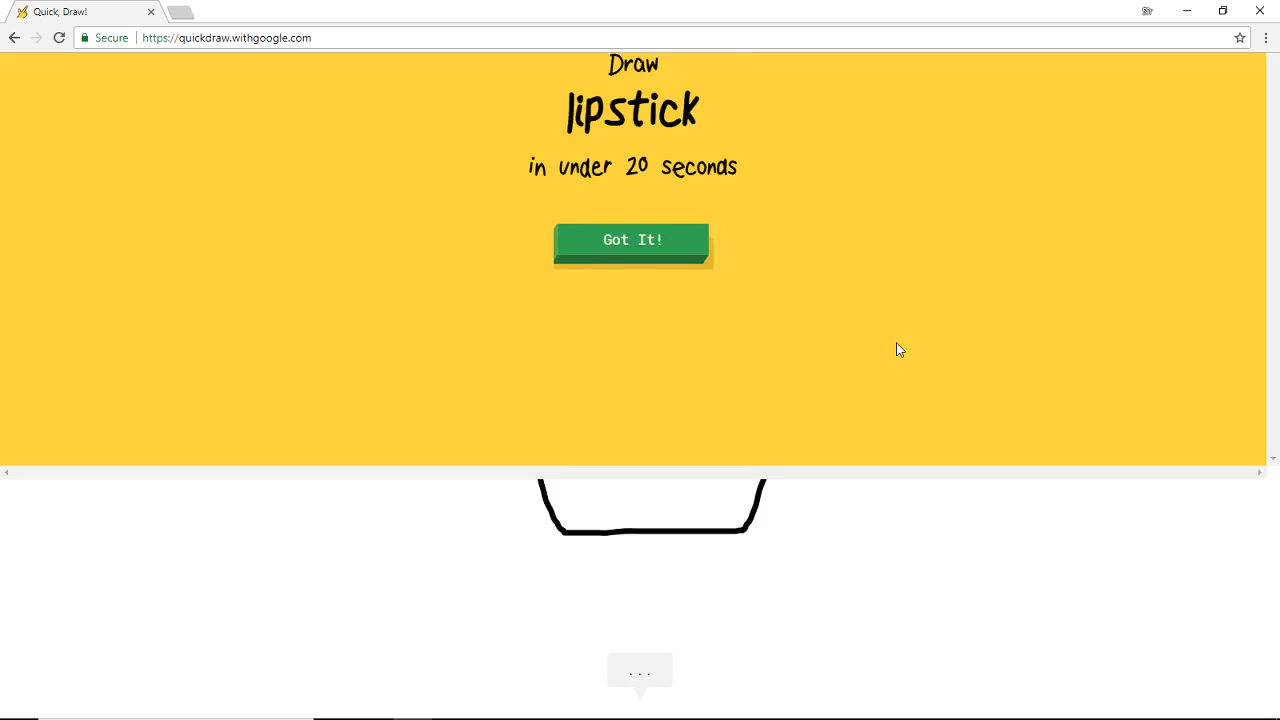 Quick, Draw!
Secure
https://quickdraw.withgoogle.com
Draw
lipstick
in under 20 seconds
Got It!
...